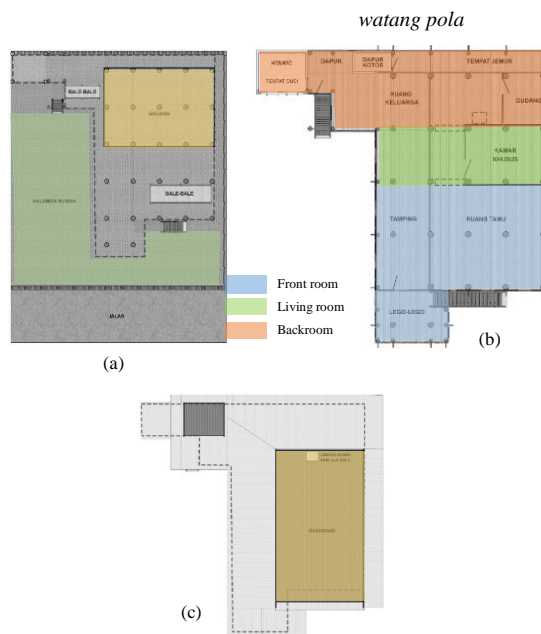 watang pola
BALE-BALE
GUDANG
BALE-BALE
HALAMAN RUMAH
JALAN
(a)
Front room
Living room
Backroom
TEMPAT CUCI
DAPUR
DAPUR
KOTOR
TEMPAT JEMUR
RUANG
KELUARGA
GUDANG
KAMAR
KHUSUS
TAMPING
RUANG TAMU
LEGO-LEGO
(b)
(c)